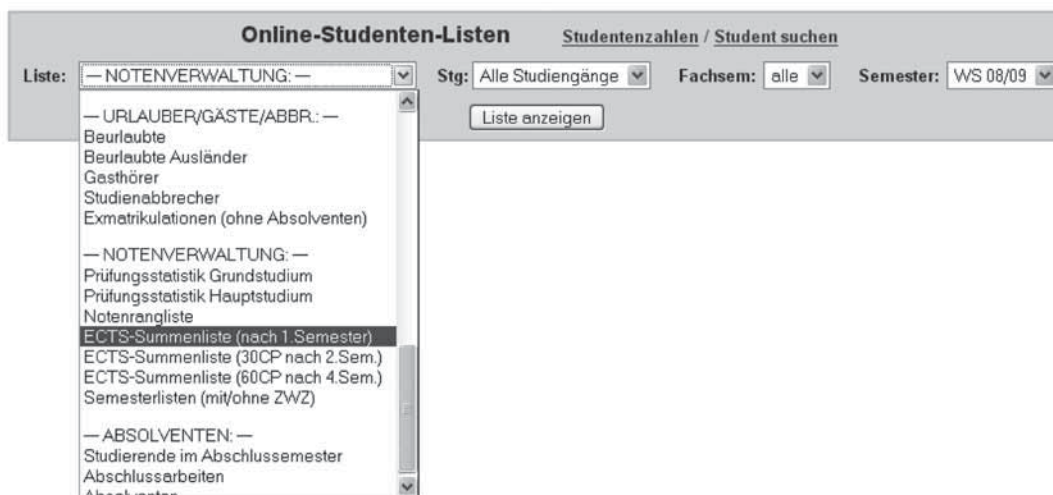 Online-Studenten-Listen Studentenzahlen / Student suchen
Liste: — NOTENVERWALTUNG: — Stg: Alle Studiengänge Fachsem: alle Semester: WS 08/09
Liste anzeigen
— URLAUBER/GÄSTE/ABBR.: —
Beurlaubte
Beurlaubte Ausländer
Gasthörer
Studienabbrecher
Exmatrikulationen (ohne Absolventen)
— NOTENVERWALTUNG: —
Prüfungsstatistik Grundstudium
Prüfungsstatistik Hauptstudium
Notenrangliste
ECTS-Summenliste (nach 1.Semester)
ECTS-Summenliste (30CP nach 2.Sem.)
ECTS-Summenliste (60CP nach 4.Sem.)
Semesterlisten (mit/ohne ZWZ)
— ABSOLVENTEN: —
Studierende im Abschlussemester
Abschlussarbeiten